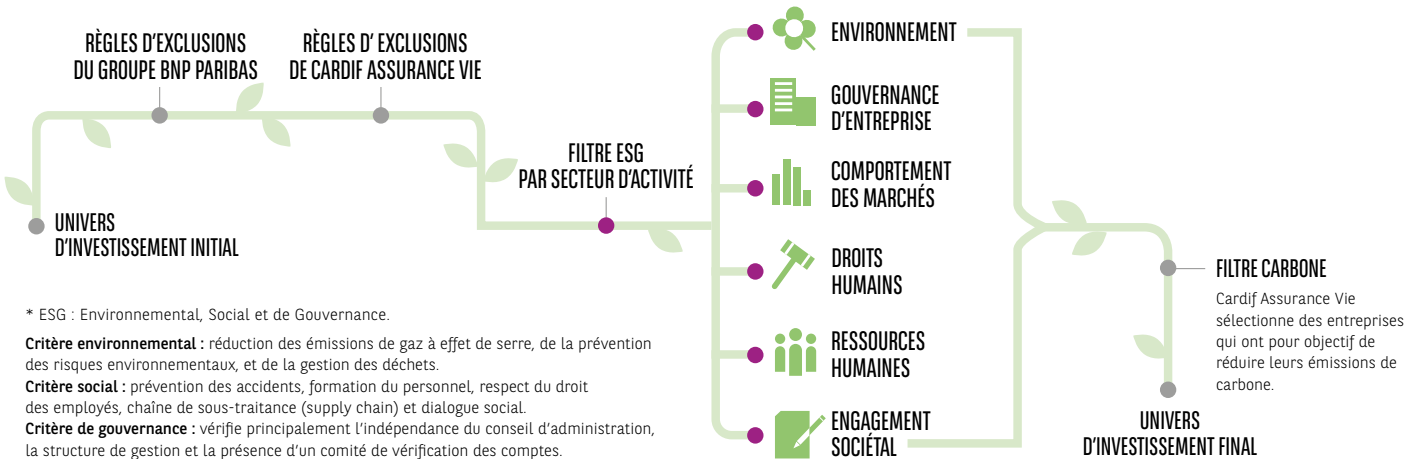 RÈGLES D'EXCLUSIONS
DU GROUPE BNP PARIBAS
RÈGLES D' EXCLUSIONS
DE CARDIF ASSURANCE VIE
UNIVERS
D'INVESTISSEMENT INITIAL
FILTRE ESG
PAR SECTEUR D'ACTIVITÉ
ENVIRONNEMENT
GOUVERNANCE
D'ENTREPRISE
COMPORTEMENT
DES MARCHÉS
DROITS
HUMAINS
RESSOURCES
HUMAINES
ENGAGEMENT
SOCIÉTAL
FILTRE CARBONE
Cardif Assurance Vie
sélectionne des entreprises
qui ont pour objectif de
réduire leurs émissions de
carbone.
UNIVERS
D'INVESTISSEMENT FINAL
* ESG : Environnemental, Social et de Gouvernance.
Critère environnemental : réduction des émissions de gaz à effet de serre, de la prévention
des risques environnementaux, et de la gestion des déchets.
Critère social : prévention des accidents, formation du personnel, respect du droit
des employés, chaîne de sous-traitance (supply chain) et dialogue social.
Critère de gouvernance : vérifie principalement l'indépendance du conseil d'administration,
la structure de gestion et la présence d'un comité de vérification des comptes.